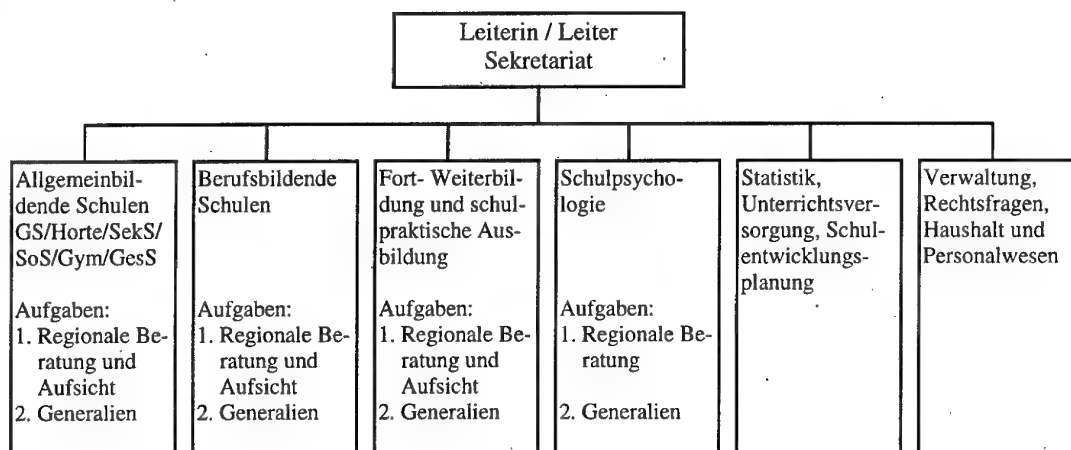 Leiterin / Leiter
Sekretariat
Allgemeinbil-
dende Schulen
GS/Horte/SekS/
SoS/Gym/GesS
Aufgaben:
1. Regionale Be-
ratung und
Aufsicht
2. Generalien
Berufsbildende
Schulen
Aufgaben:
1. Regionale Be-
ratung und
Aufsicht
2. Generalien
Fort- Weiterbil-
dung und schul-
praktische Aus-
bildung
Aufgaben:
1. Regionale Be-
ratung und
Aufsicht
2. Generalien
Schulpsycho-
logie
Aufgaben:
1. Regionale Be-
ratung
2. Generalien
Statistik,
Unterrichtsver-
sorgung, Schul-
entwicklungs-
planung
Verwaltung,
Rechtsfragen,
Haushalt und
Personalwesen